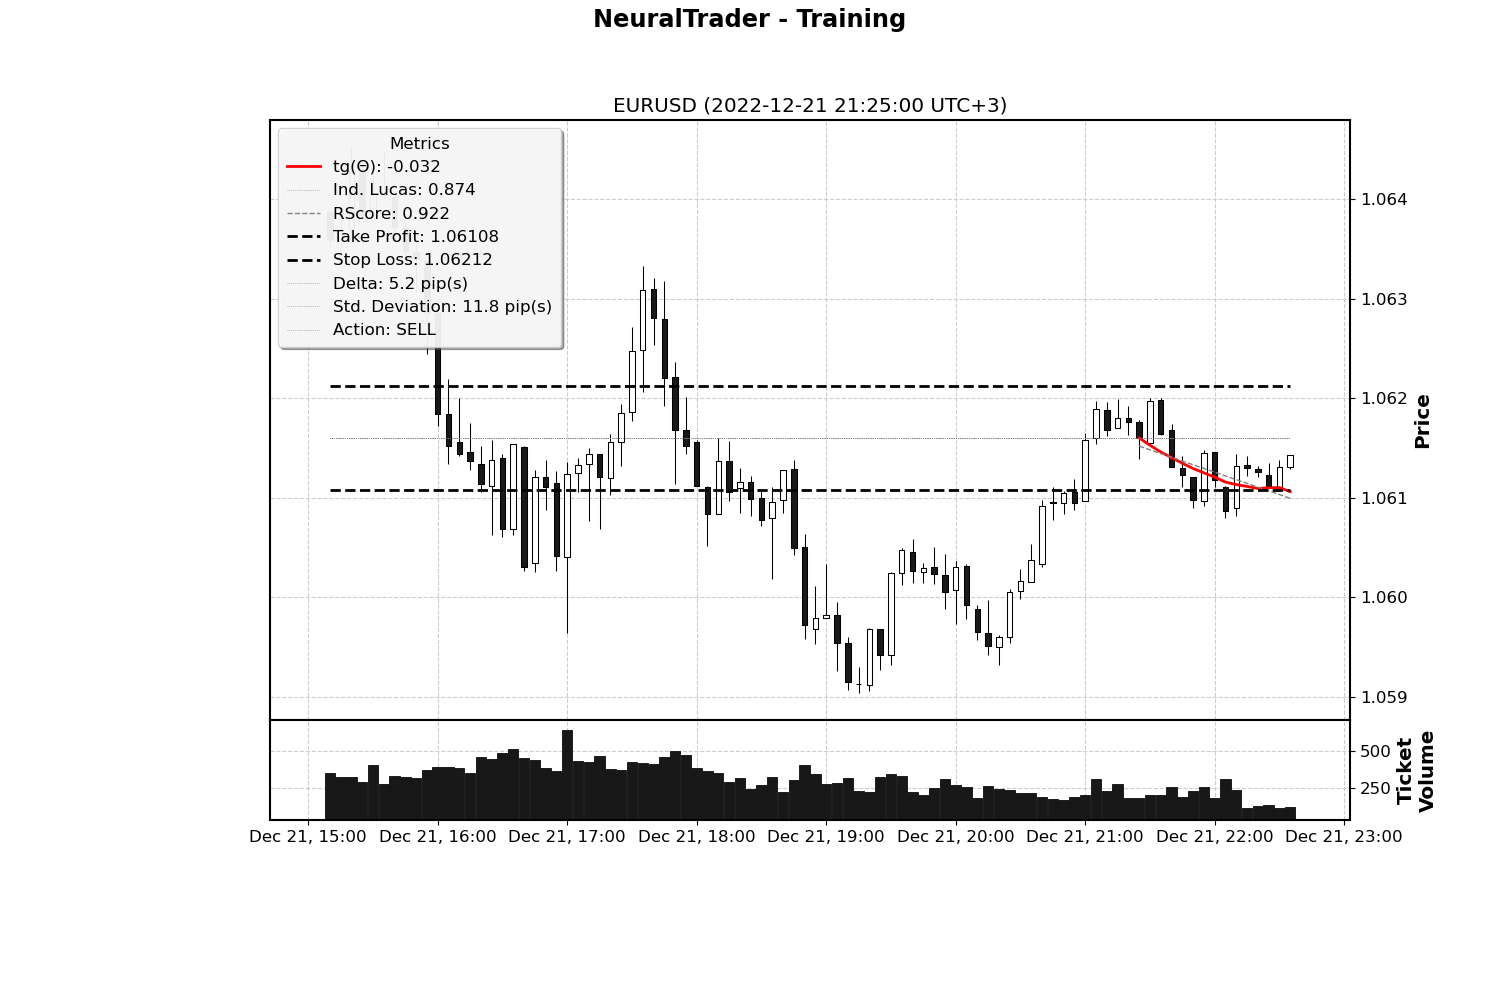 NeuralTrader - Training
EURUSD (2022-12-21 21:25:00 UTC+3)
Metrics
tg(Θ): -0.032
Ind. Lucas: 0.874
RScore: 0.922
Take Profit: 1.06108
Stop Loss: 1.06212
Delta: 5.2 pip(s)
Std. Deviation: 11.8 pip(s)
Action: SELL
1.064
1.063
1.062
1.061
1.060
1.059
Price
500
250
Ticket
Volume
Dec 21, 15:00 Dec 21, 16:00 Dec 21, 17:00 Dec 21, 18:00 Dec 21, 19:00 Dec 21, 20:00 Dec 21, 21:00 Dec 21, 22:00 Dec 21, 23:00